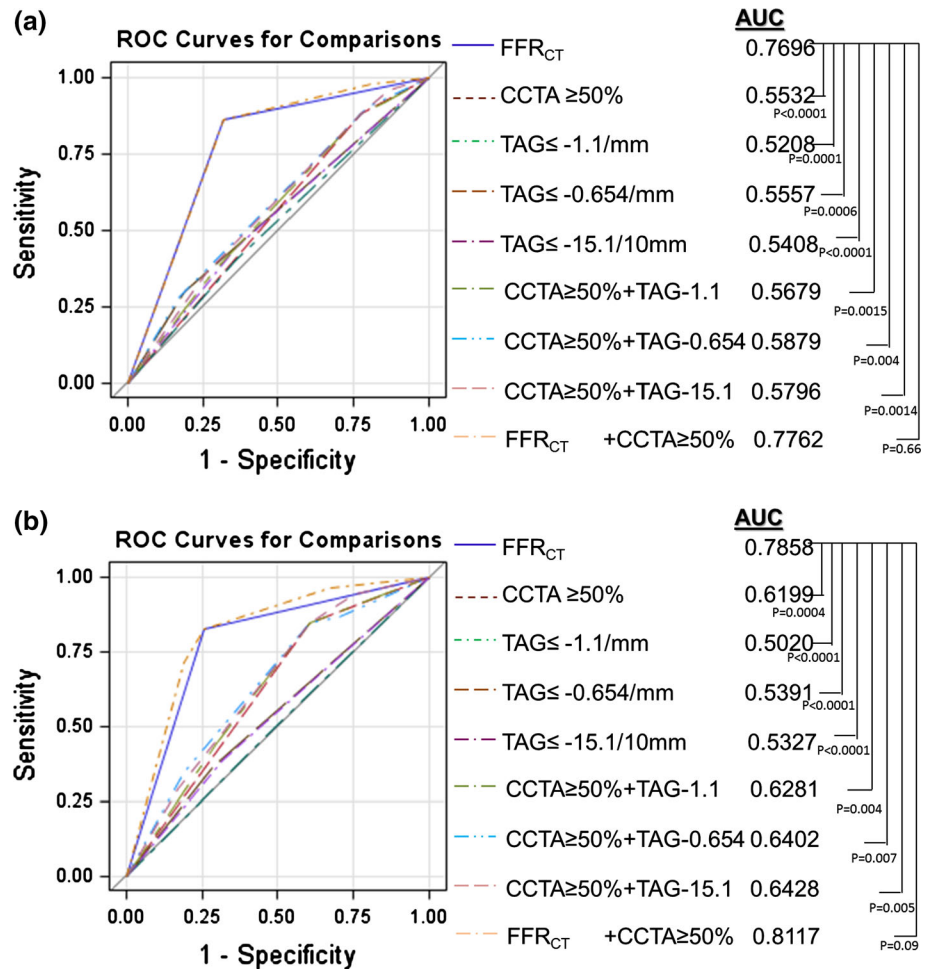 (a)
ROC Curves for Comparisons
AUC
FFRCT 0.7696
CCTA ≥50% 0.5532
P<0.0001
TAG≤ -1.1/mm 0.5208
P=0.0001
TAG≤ -0.654/mm 0.5557
P=0.0006
TAG≤ -15.1/10mm 0.5408
P<0.0001
CCTA≥50%+TAG-1.1 0.5679
P=0.0015
CCTA≥50%+TAG-0.654 0.5879
P=0.004
CCTA≥50%+TAG-15.1 0.5796
P=0.0014
FFRCT +CCTA≥50% 0.7762
P=0.66
Sensitivity
1.00
0.75
0.50
0.25
0.00
0.00 0.25 0.50 0.75 1.00
1 - Specificity
(b)
ROC Curves for Comparisons
AUC
FFRCT 0.7858
CCTA ≥50% 0.6199
P=0.0004
TAG≤ -1.1/mm 0.5020
P<0.0001
TAG≤ -0.654/mm 0.5391
P<0.0001
TAG≤ -15.1/10mm 0.5327
P<0.0001
CCTA≥50%+TAG-1.1 0.6281
P=0.004
CCTA≥50%+TAG-0.654 0.6402
P=0.007
CCTA≥50%+TAG-15.1 0.6428
P=0.005
FFRCT +CCTA≥50% 0.8117
P=0.09
Sensitivity
1.00
0.75
0.50
0.25
0.00
0.00 0.25 0.50 0.75 1.00
1 - Specificity